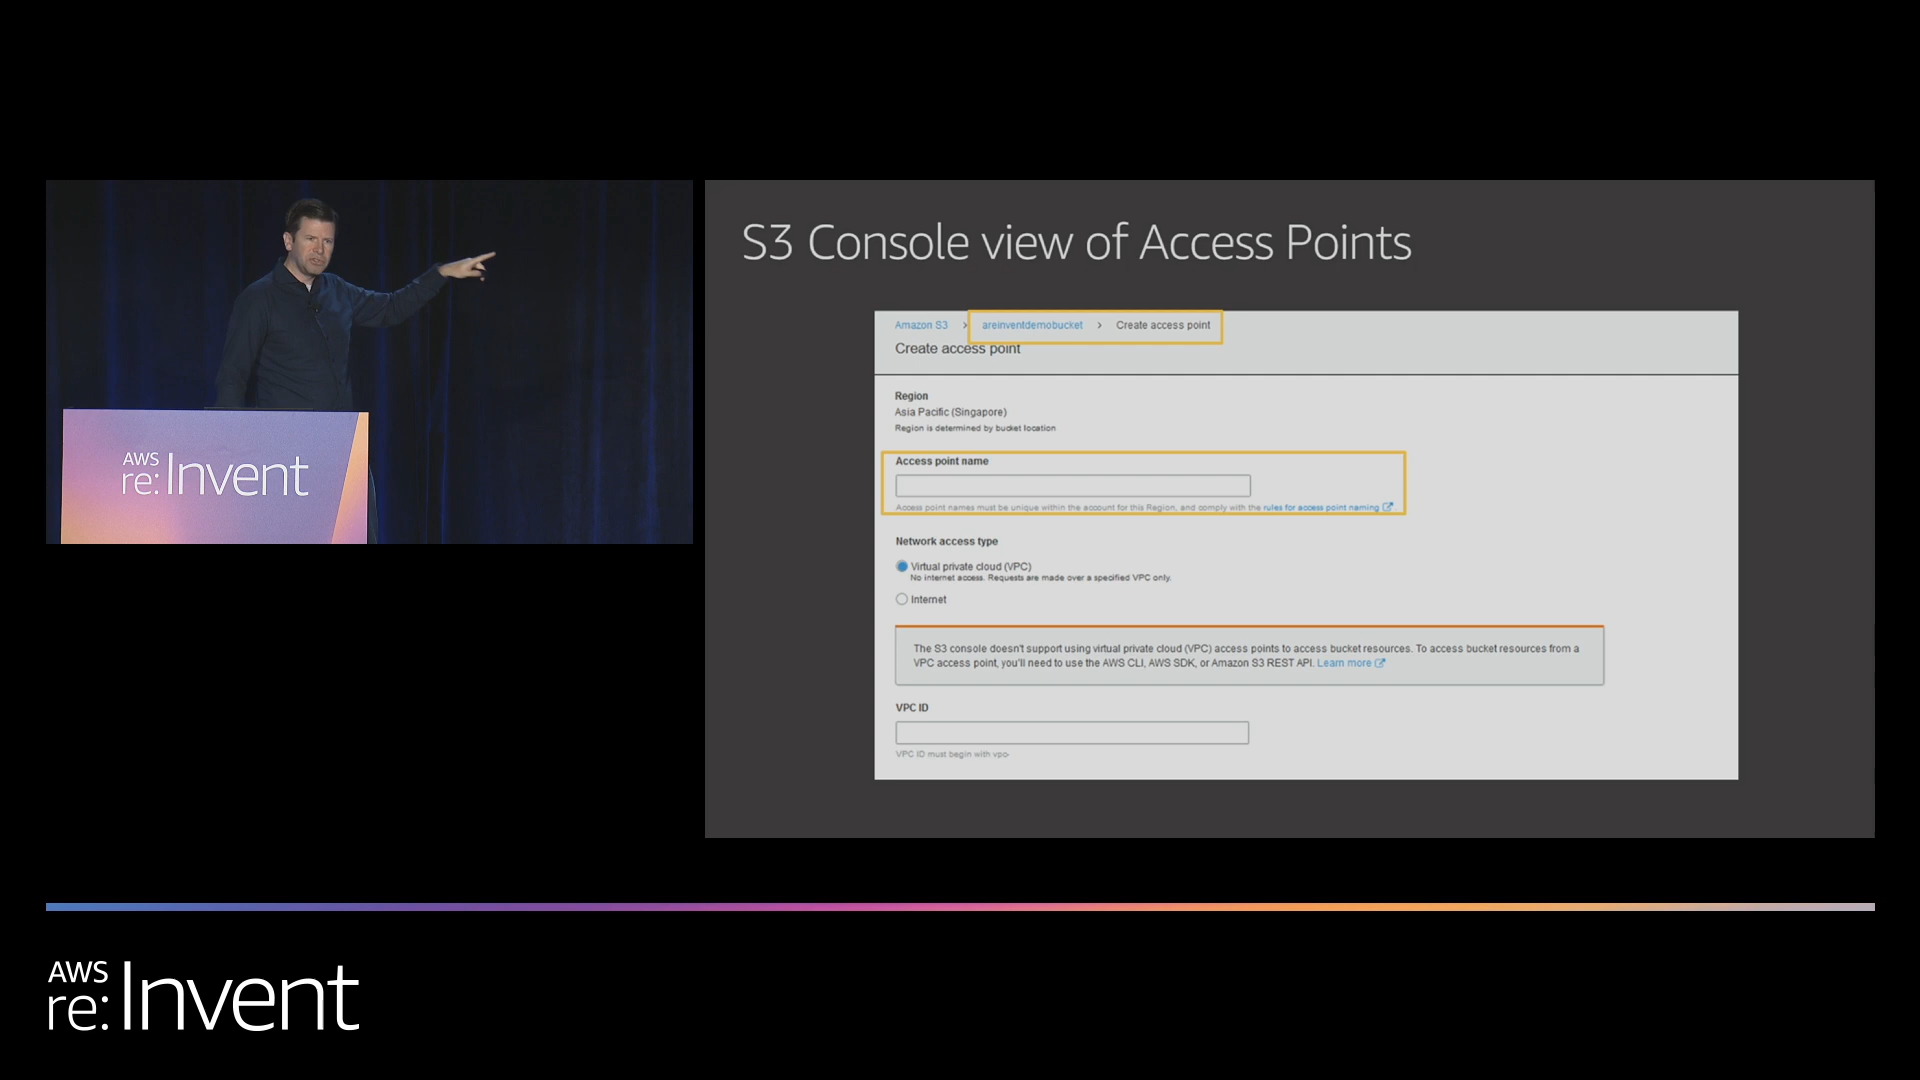 AWS
re:Invent
S3 Console view of Access Points
Amazon S3 > areinventdemobucket > Create access point
Create access point
Region
Asia Pacific (Singapore)
Region is determined by bucket location
Access point name
Access point names must be unique within the account for this Region, and comply with the rules for access point naming
Network access type
Virtual private cloud (VPC)
No internet access. Requests are made over a specified VPC only.
Internet
The S3 console doesn't support using virtual private cloud (VPC) access points to access bucket resources. To access bucket resources from a
VPC access point, you'll need to use the AWS CLI, AWS SDK, or Amazon S3 REST API. Learn more
VPC ID
VPC ID must begin with vpc-
AWS
re:Invent